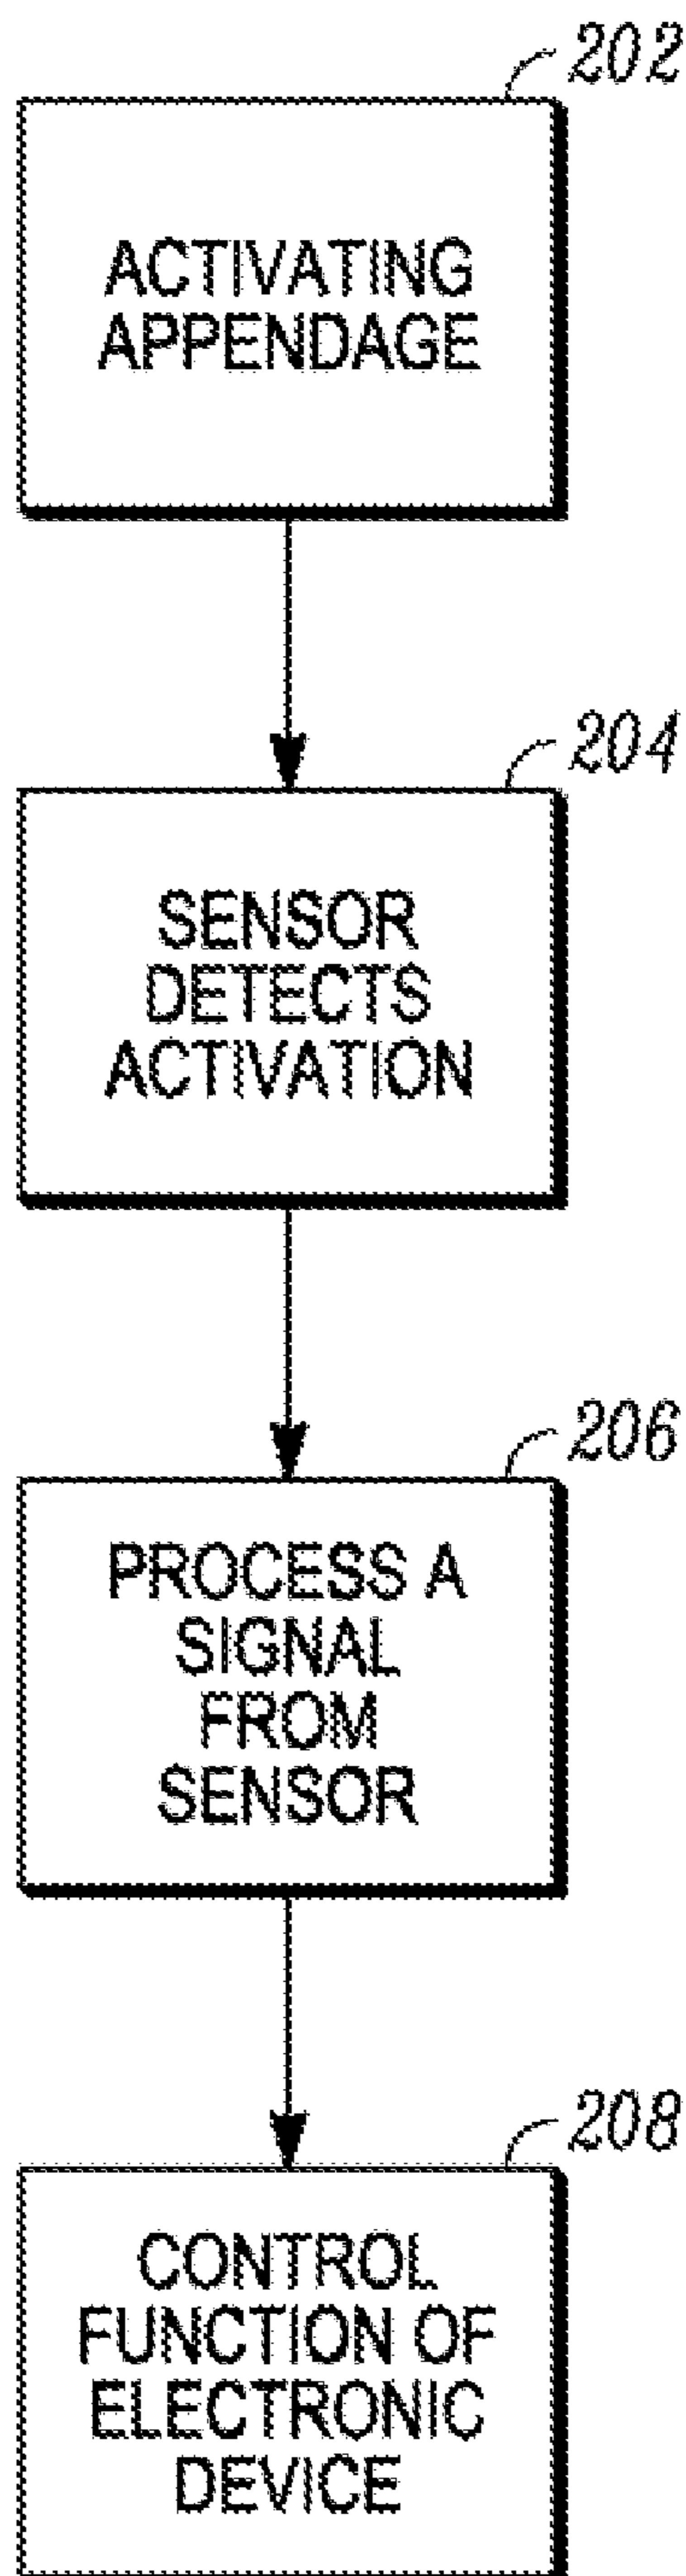 202
ACTIVATING
APPENDAGE
204
SENSOR
DETECTS
ACTIVATION
206
PROCESS A
SIGNAL
FROM
SENSOR
208
CONTROL
FUNCTION OF
ELECTRONIC
DEVICE